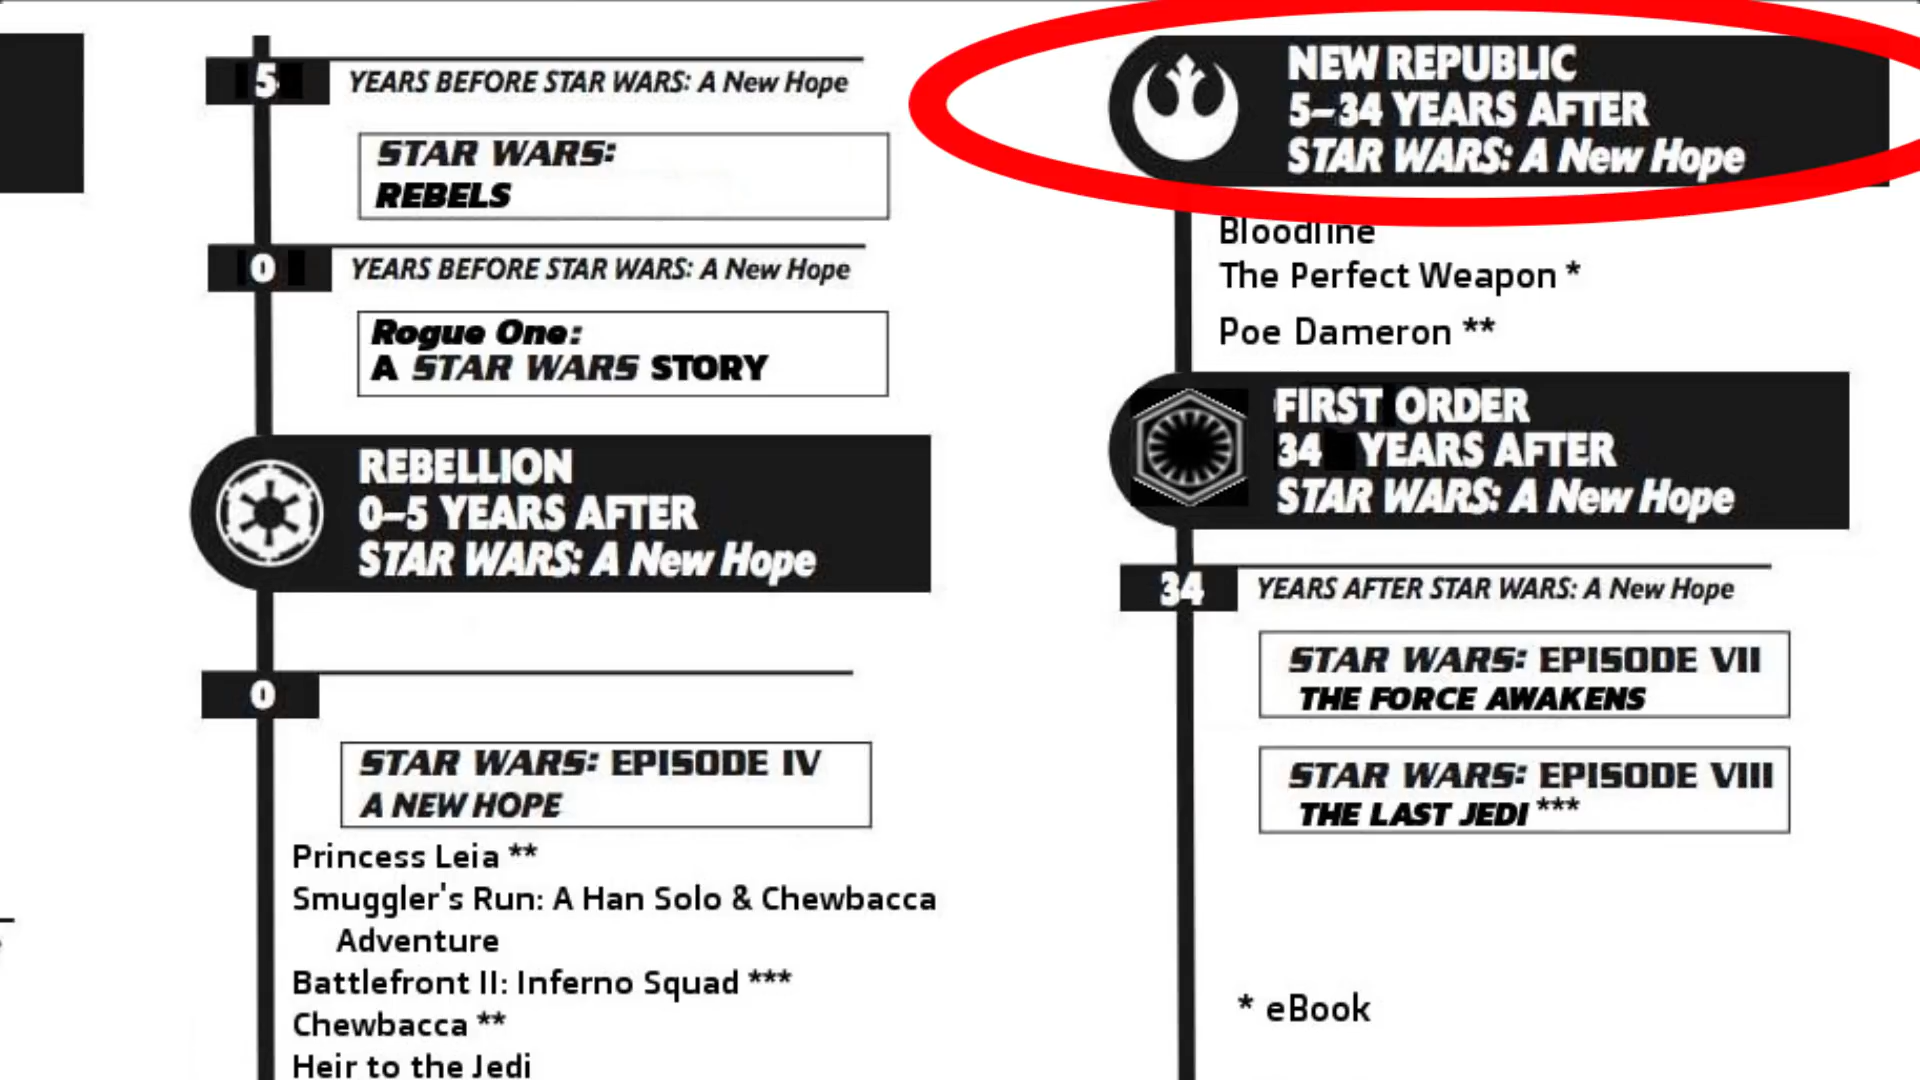 5
YEARS BEFORE STAR WARS: A New Hope
STAR WARS:
REBELS
0
YEARS BEFORE STAR WARS: A New Hope
Rogue One:
A STAR WARS STORY
REBELLION
0–5 YEARS AFTER
STAR WARS: A New Hope
0
STAR WARS: EPISODE IV
A NEW HOPE
Princess Leia **
Smuggler's Run: A Han Solo & Chewbacca
Adventure
Battlefront II: Inferno Squad ***
Chewbacca **
Heir to the Jedi
NEW REPUBLIC
5–34 YEARS AFTER
STAR WARS: A New Hope
Bloodline
The Perfect Weapon *
Poe Dameron **
FIRST ORDER
34 YEARS AFTER
STAR WARS: A New Hope
34
YEARS AFTER STAR WARS: A New Hope
STAR WARS: EPISODE VII
THE FORCE AWAKENS
STAR WARS: EPISODE VIII
THE LAST JEDI ***
* eBook